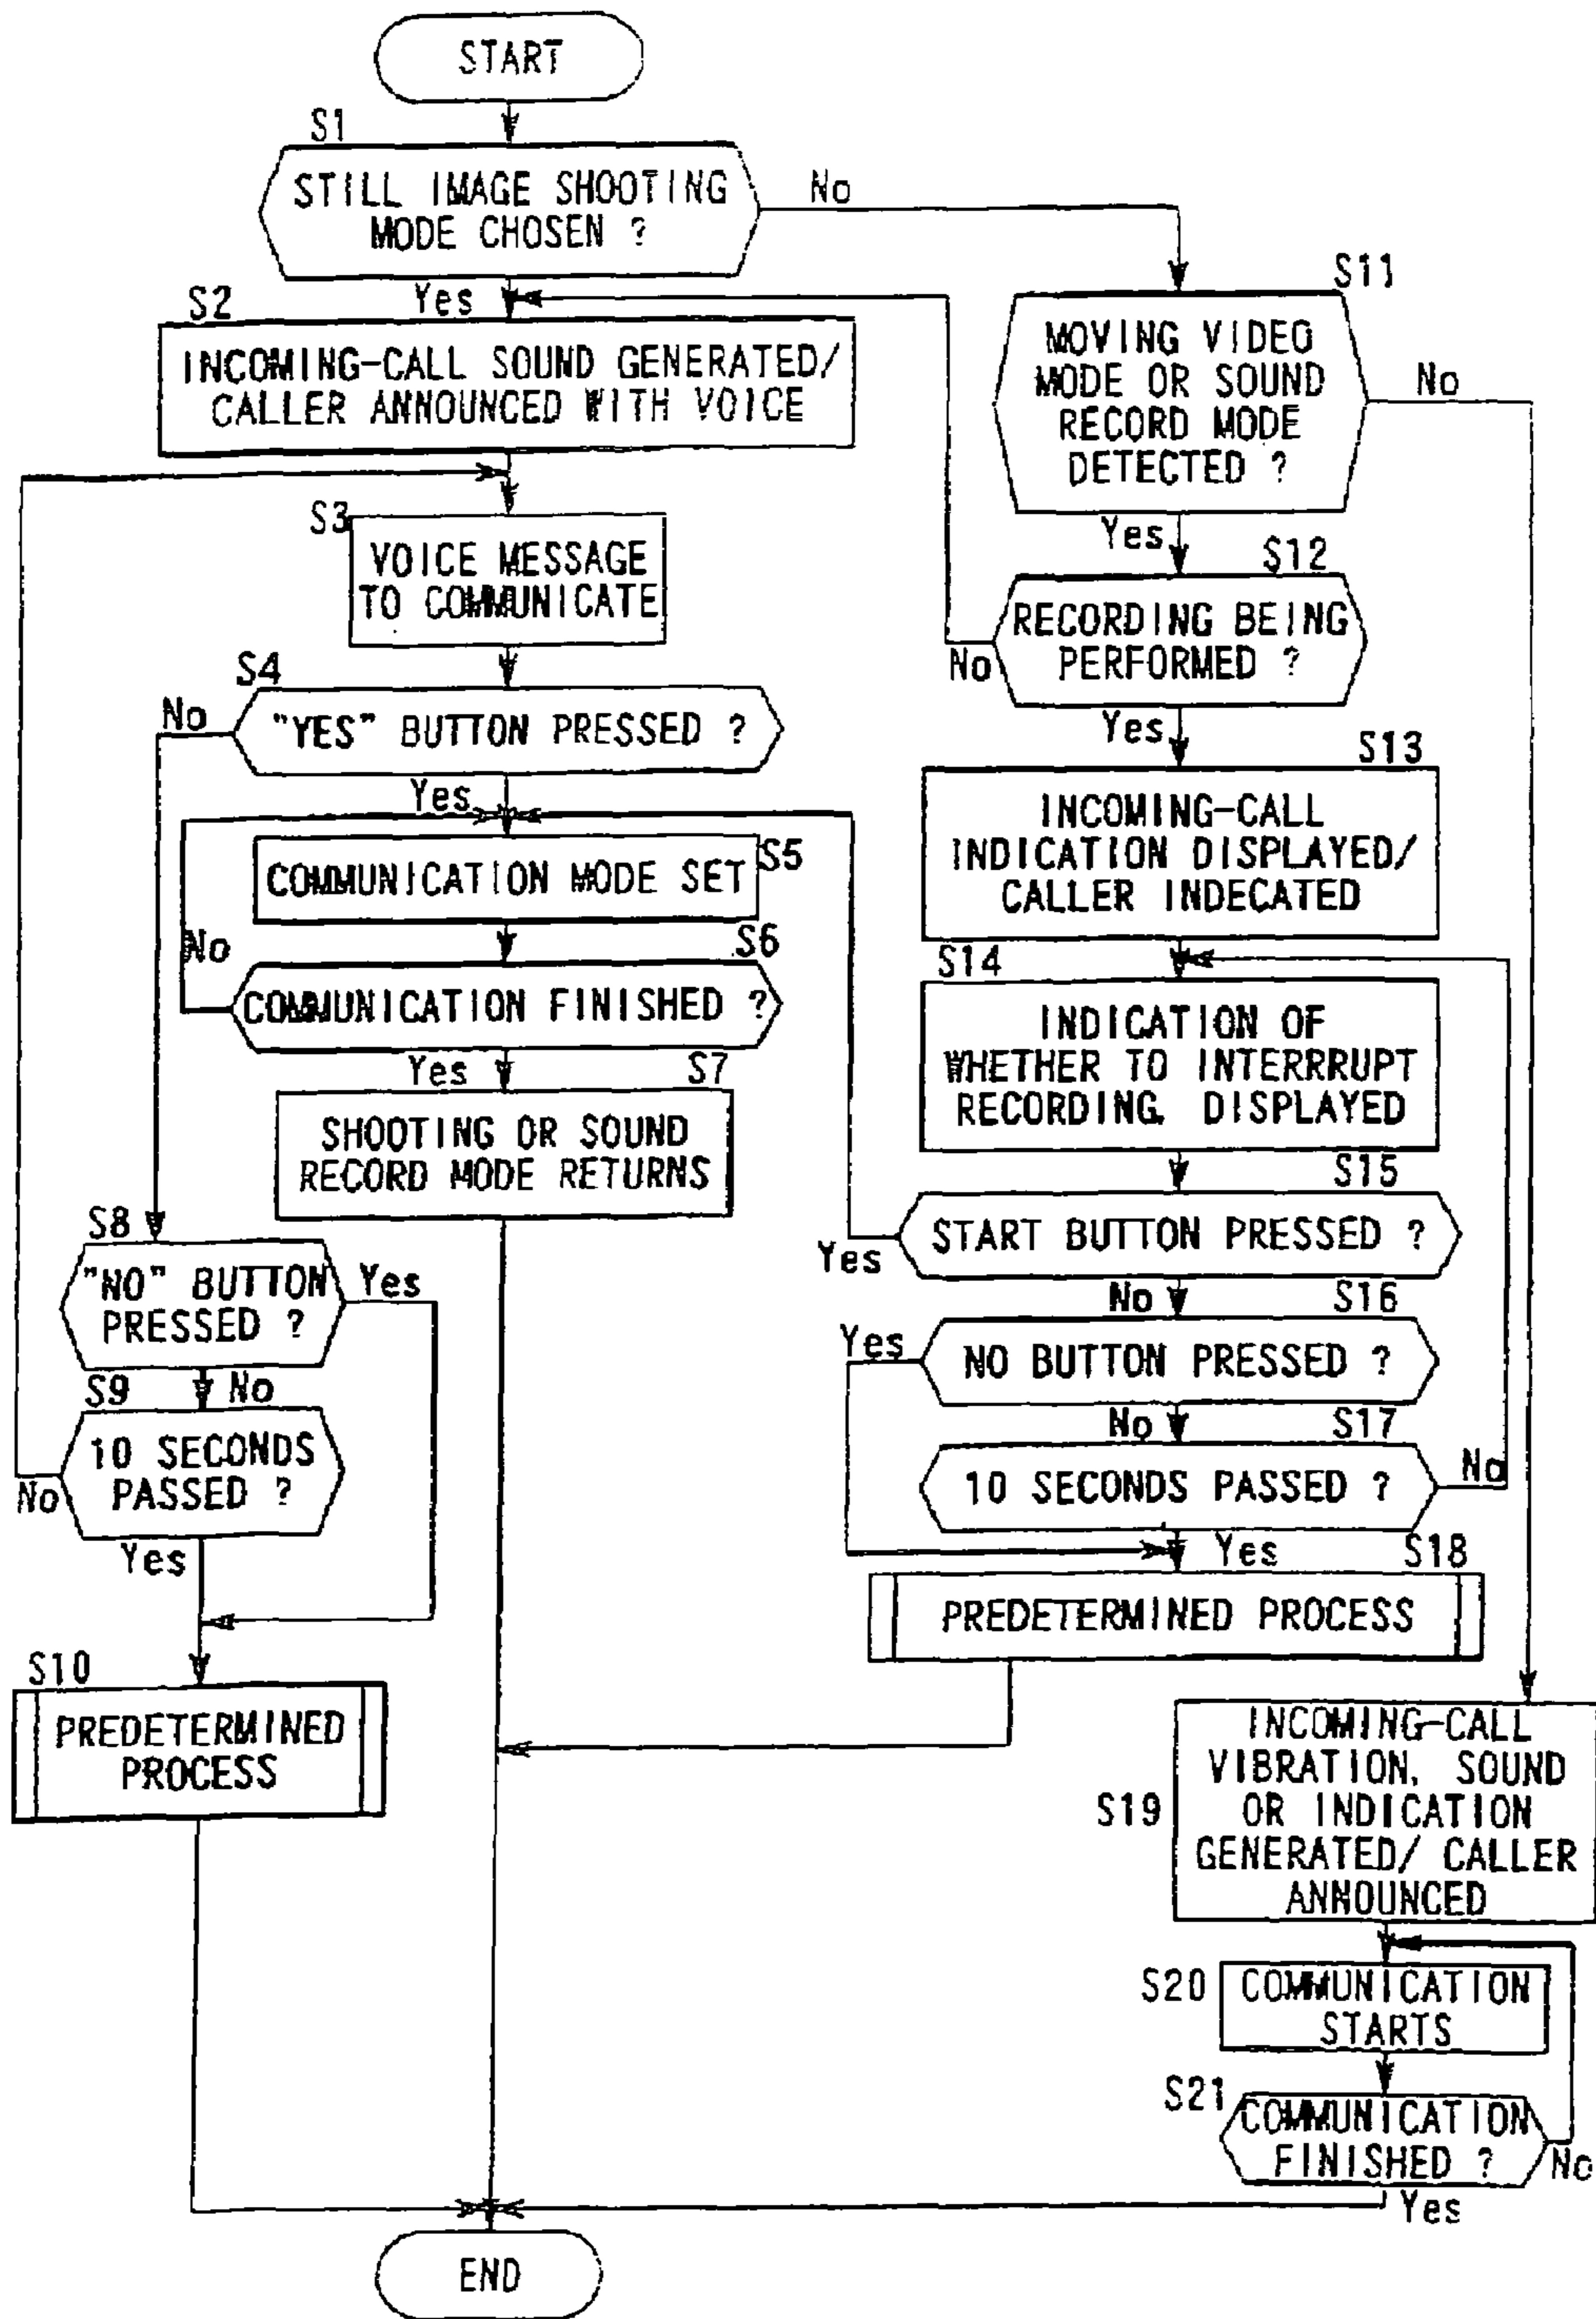 START
S1
STILL IMAGE SHOOTING
MODE CHOSEN ?
No
Yes
S2
INCOMING-CALL SOUND GENERATED/
CALLER ANNOUNCED WITH VOICE
S3
VOICE MESSAGE
TO COMMUNICATE
S4
No
"YES" BUTTON PRESSED ?
Yes
COMMUNICATION MODE SET
S5
No
S6
COMMUNICATION FINISHED ?
Yes
S7
SHOOTING OR SOUND
RECORD MODE RETURNS
S8
"NO" BUTTON
PRESSED ?
Yes
No
S9
10 SECONDS
PASSED ?
No
Yes
S10
PREDETERMINED
PROCESS
S11
MOVING VIDEO
MODE OR SOUND
RECORD MODE
DETECTED ?
No
Yes
S12
RECORDING BEING
PERFORMED ?
No
Yes
S13
INCOMING-CALL
INDICATION DISPLAYED/
CALLER INDECATED
S14
INDICATION OF
WHETHER TO INTERRRUPT
RECORDING. DISPLAYED
S15
START BUTTON PRESSED ?
Yes
No
S16
Yes
NO BUTTON PRESSED ?
No
S17
10 SECONDS PASSED ?
No
Yes
S18
PREDETERMINED PROCESS
S19
INCOMING-CALL
VIBRATION, SOUND
OR INDICATION
GENERATED/ CALLER
ANNOUNCED
S20
COMMUNICATION
STARTS
S21
COMMUNICATION
FINISHED ?
No
Yes
END